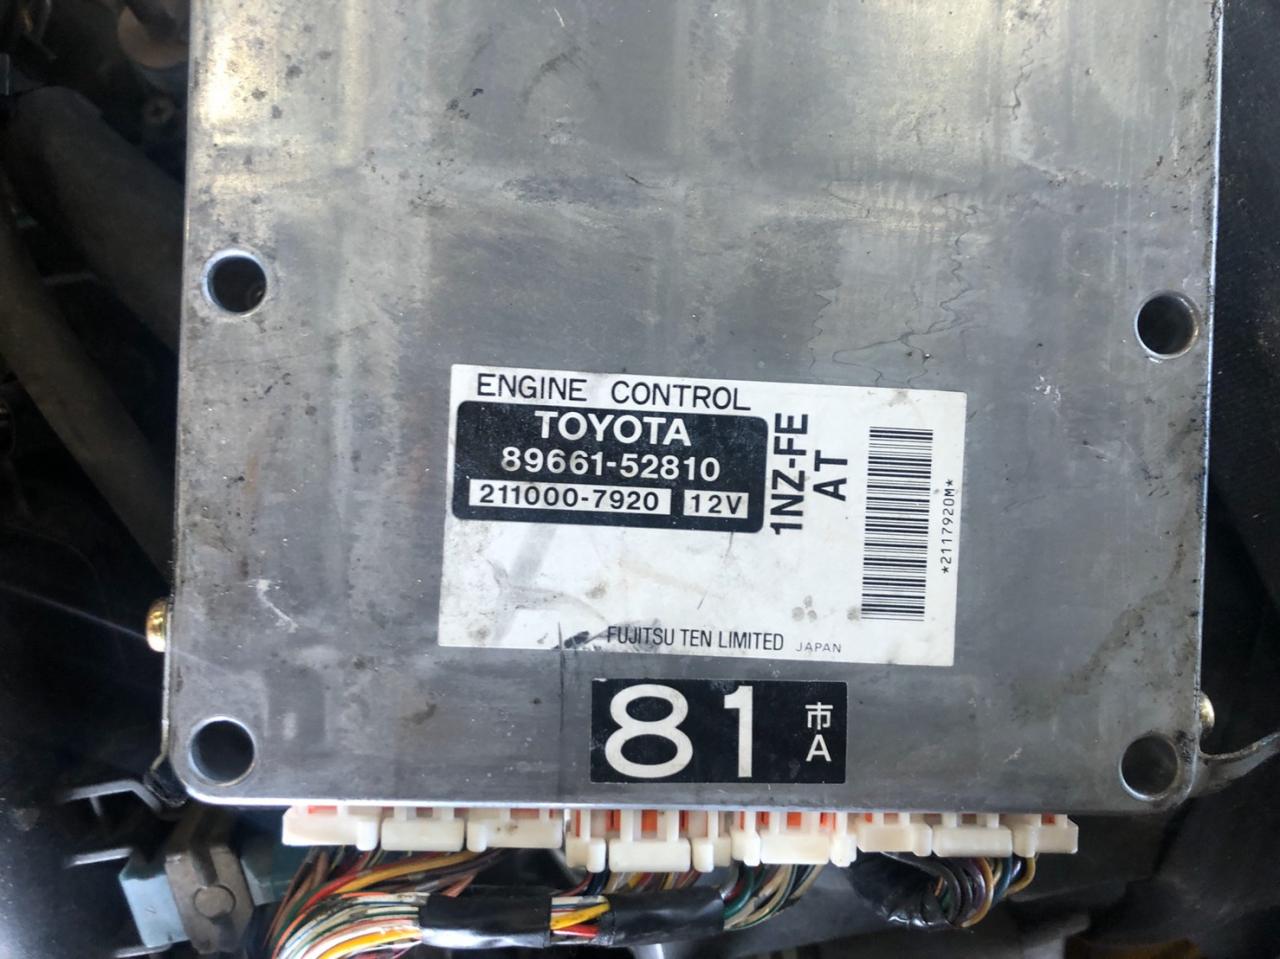 ENGINE CONTROL
TOYOTA
89661-52810
211000-7920 12V
1NZ-FE
AT
*2117920M*
FUJITSU TEN LIMITED JAPAN
81 市
A